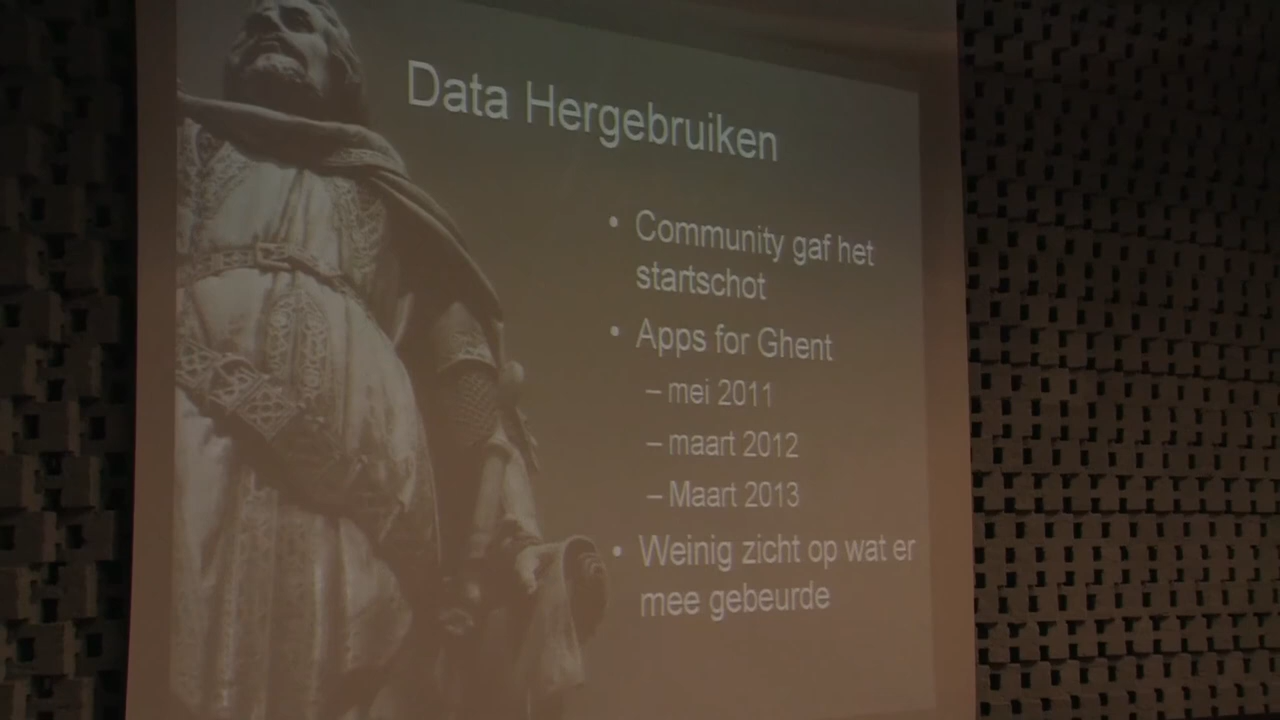 Data Hergebruiken
• Community gaf het
startschot
• Apps for Ghent
– mei 2011
– maart 2012
– Maart 2013
• Weinig zicht op wat er
mee gebeurde